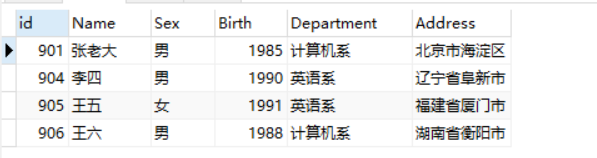 id Name Sex Birth Department Address
901 张老大 男 1985 计算机系 北京市海淀区
904 李四 男 1990 英语系 辽宁省阜新市
905 王五 女 1991 英语系 福建省厦门市
906 王六 男 1988 计算机系 湖南省衡阳市